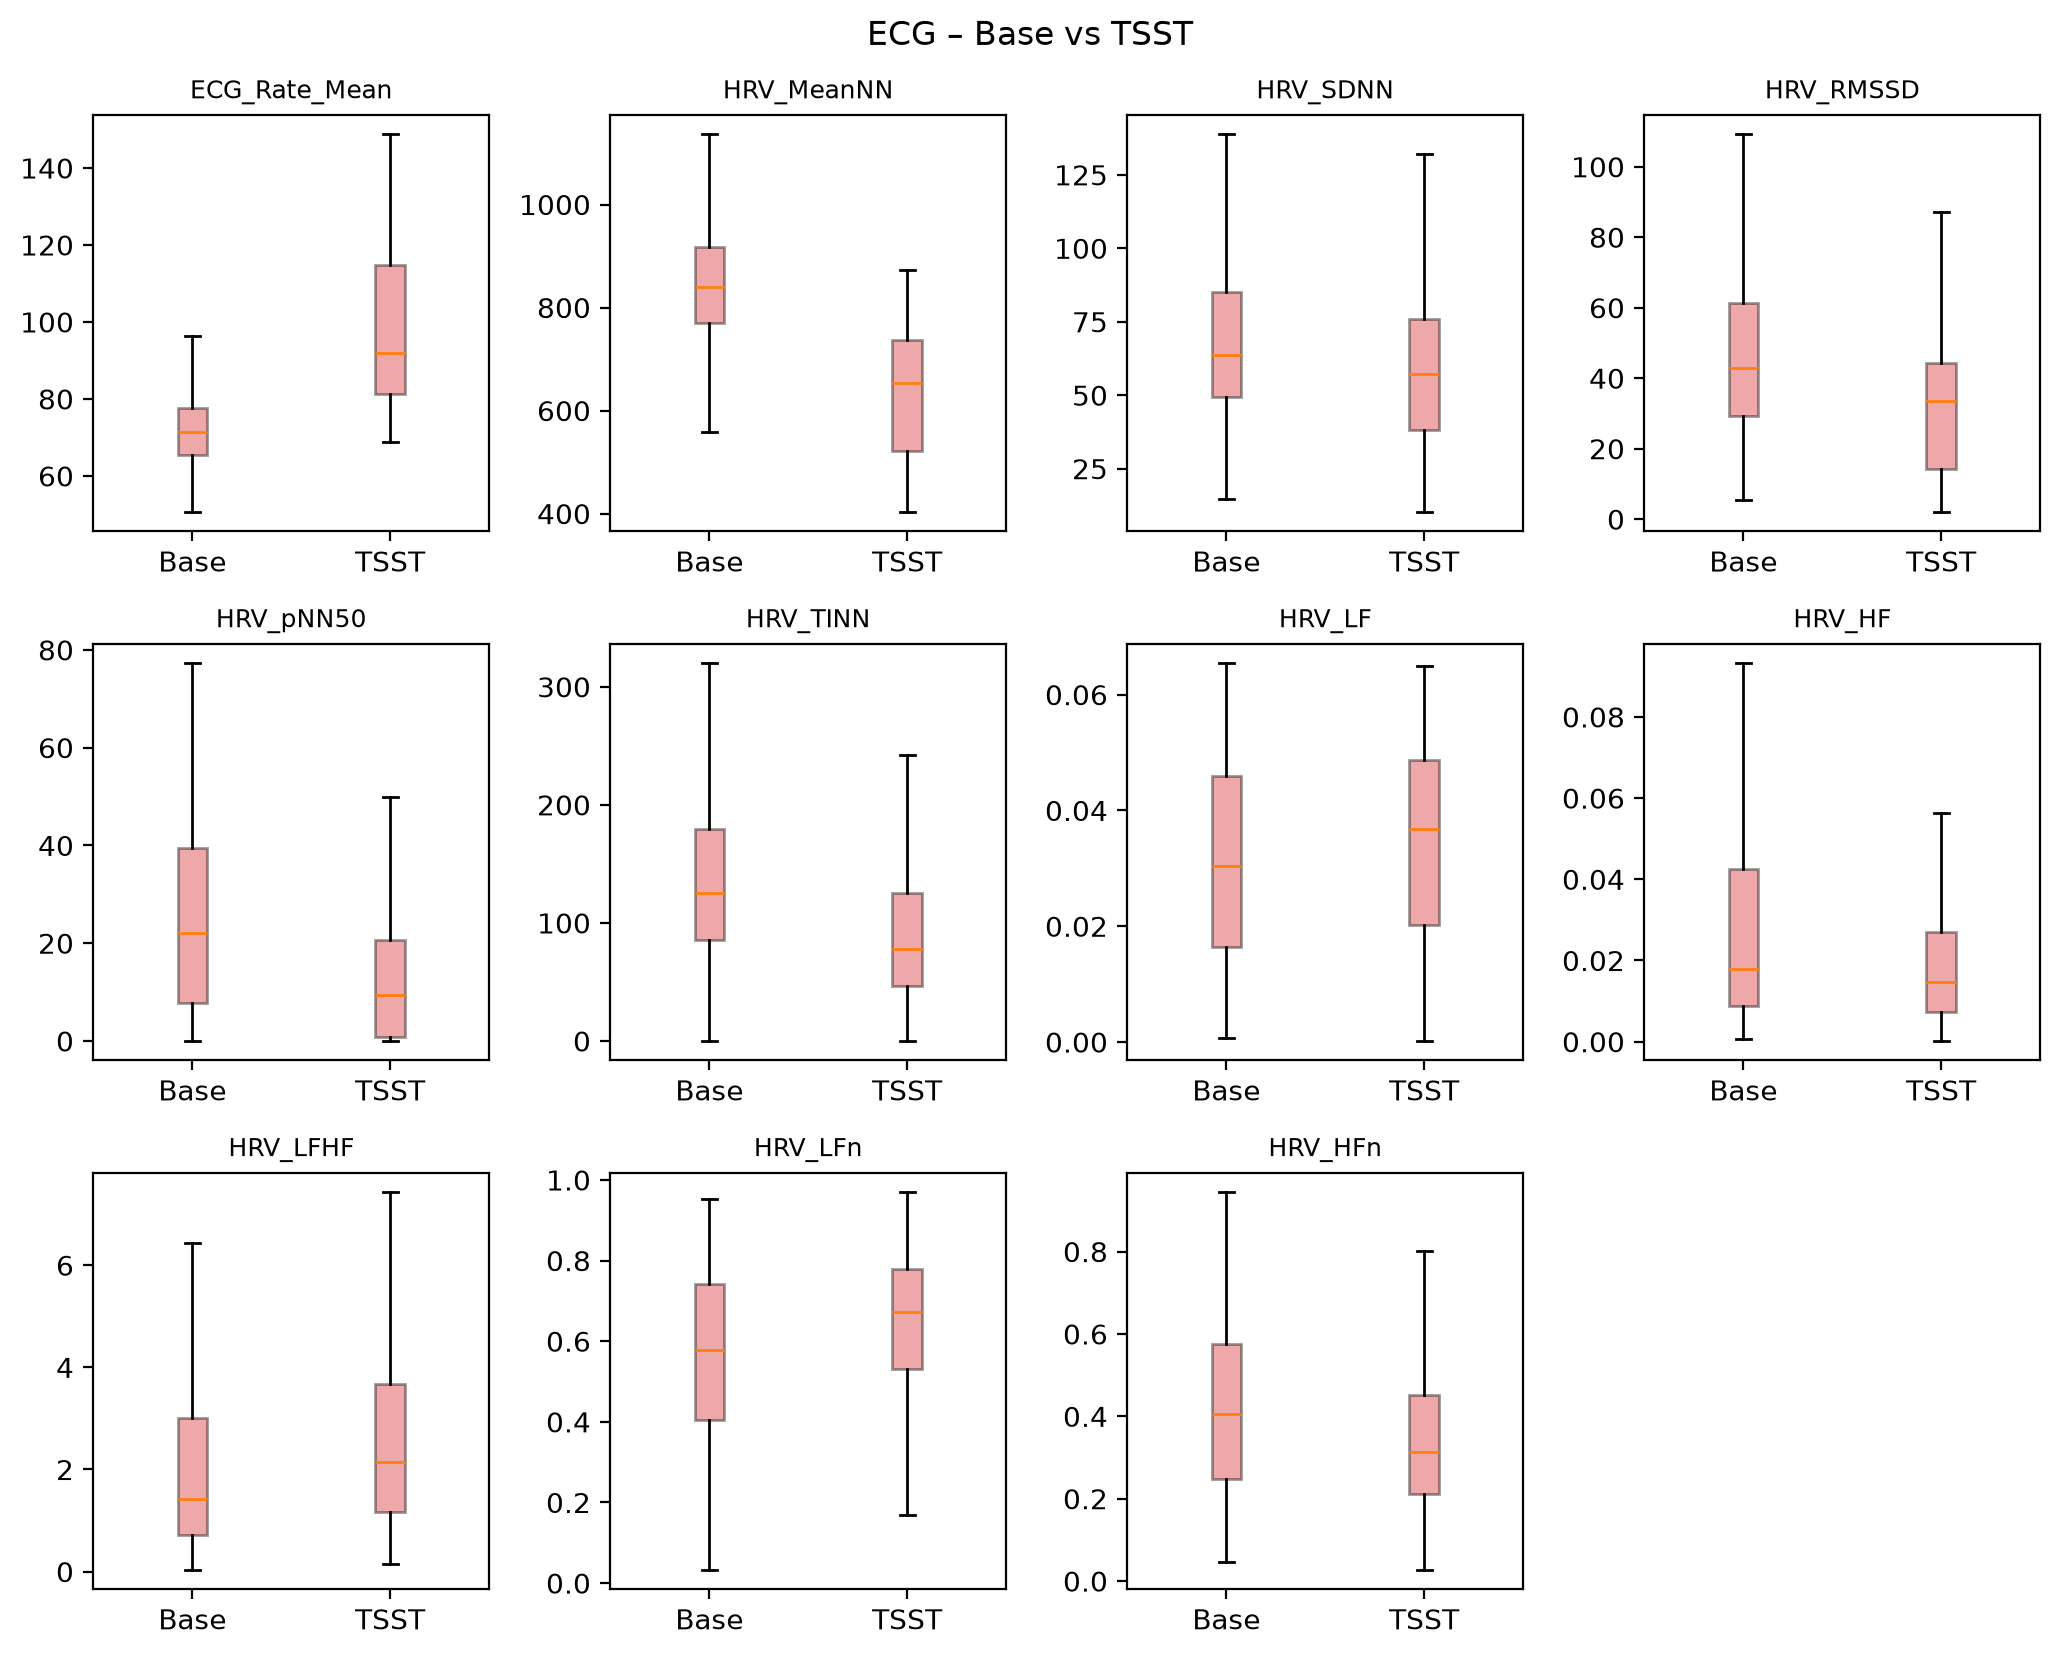 ECG – Base vs TSST
ECG_Rate_Mean
140
120
100
80
60
Base TSST
HRV_MeanNN
1000
800
600
400
Base TSST
HRV_SDNN
125
100
75
50
25
Base TSST
HRV_RMSSD
100
80
60
40
20
0
Base TSST
HRV_pNN50
80
60
40
20
0
Base TSST
HRV_TINN
300
200
100
0
Base TSST
HRV_LF
0.06
0.04
0.02
0.00
Base TSST
HRV_HF
0.08
0.06
0.04
0.02
0.00
Base TSST
HRV_LFHF
6
4
2
0
Base TSST
HRV_LFn
1.0
0.8
0.6
0.4
0.2
0.0
Base TSST
HRV_HFn
0.8
0.6
0.4
0.2
0.0
Base TSST